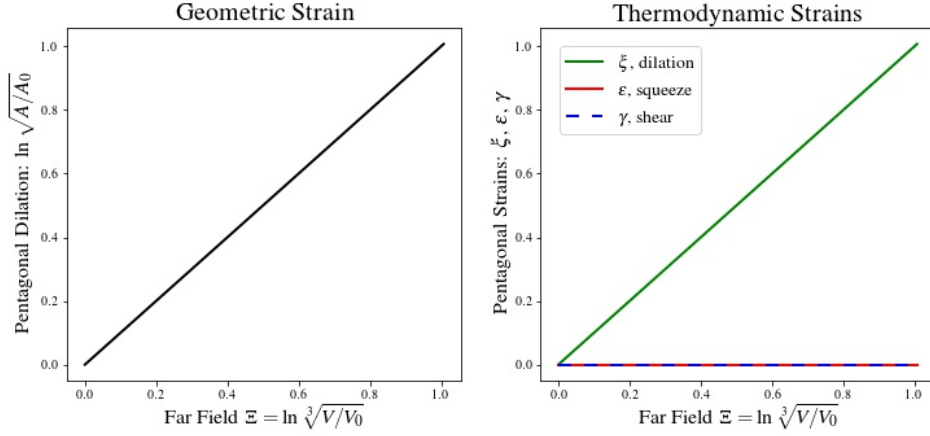 Geometric Strain
Pentagonal Dilation: ln √A/A₀
1.0
0.8
0.6
0.4
0.2
0.0
0.0 0.2 0.4 0.6 0.8 1.0
Far Field Ξ = ln ∛V/V₀
Thermodynamic Strains
Pentagonal Strains: ξ, ε, γ
1.0
0.8
0.6
0.4
0.2
0.0
ξ, dilation
ε, squeeze
γ, shear
0.0 0.2 0.4 0.6 0.8 1.0
Far Field Ξ = ln ∛V/V₀